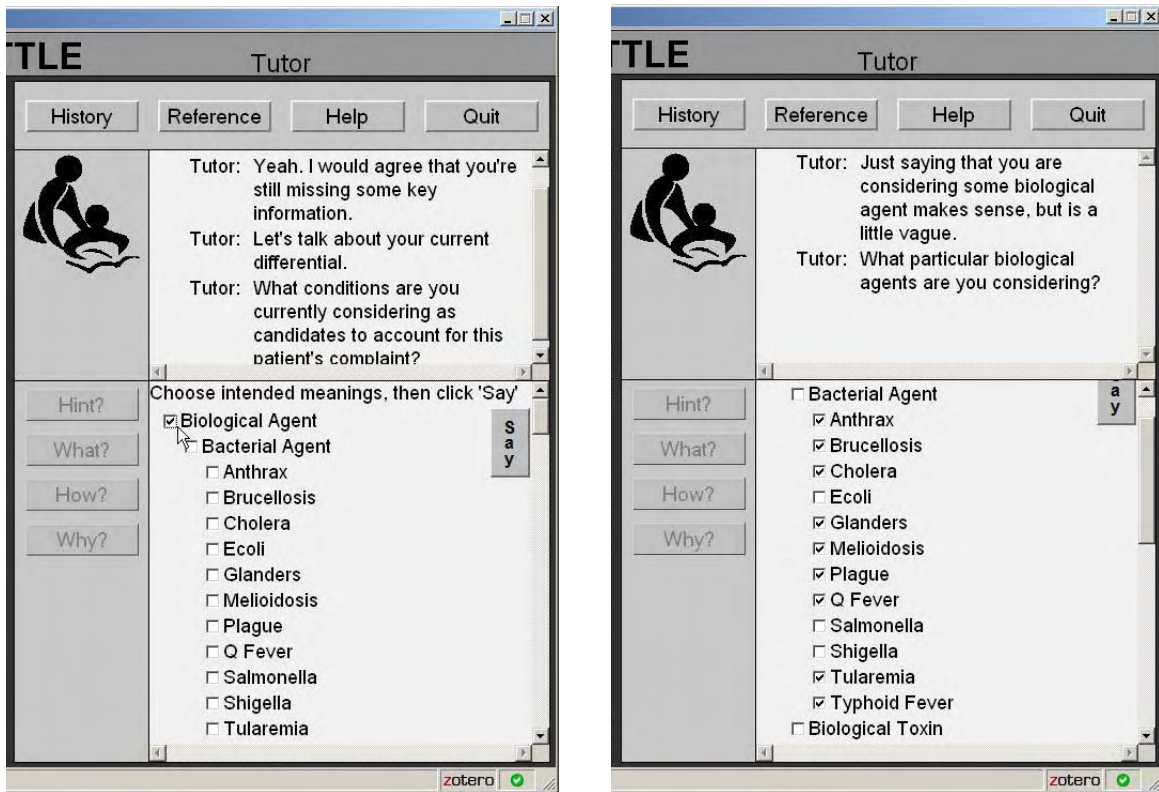 TTLE
Tutor
History Reference Help Quit
Tutor: Yeah. I would agree that you're
still missing some key
information.
Tutor: Let's talk about your current
differential.
Tutor: What conditions are you
currently considering as
candidates to account for this
patient's complaint?
Hint?
What?
How?
Why?
Choose intended meanings, then click 'Say'
Biological Agent
Bacterial Agent
Anthrax
Brucellosis
Cholera
Ecoli
Glanders
Melioidosis
Plague
Q Fever
Salmonella
Shigella
Tularemia
Say
zotero
TTLE
Tutor
History Reference Help Quit
Tutor: Just saying that you are
considering some biological
agent makes sense, but is a
little vague.
Tutor: What particular biological
agents are you considering?
Hint?
What?
How?
Why?
Bacterial Agent
Anthrax
Brucellosis
Cholera
Ecoli
Glanders
Melioidosis
Plague
Q Fever
Salmonella
Shigella
Tularemia
Typhoid Fever
Biological Toxin
ay
zotero